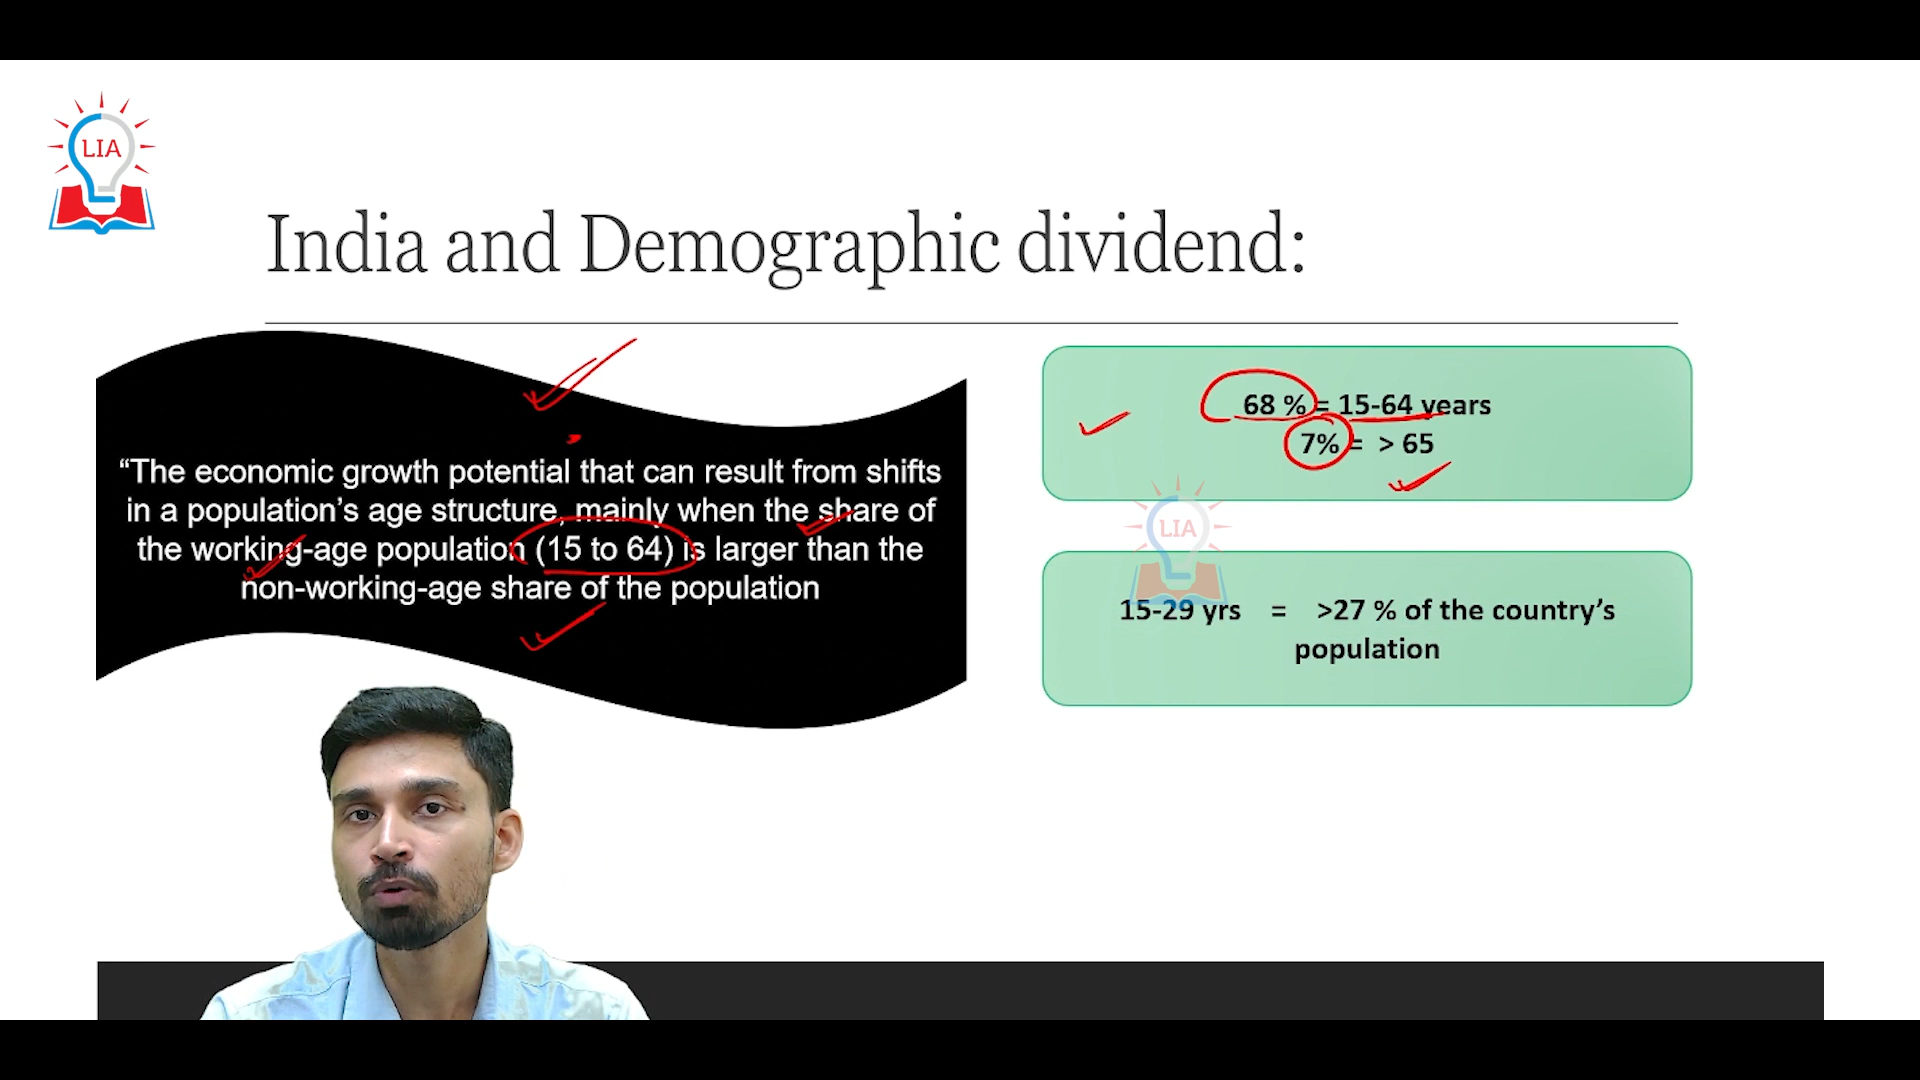 LIA
India and Demographic dividend:
“The economic growth potential that can result from shifts
in a population’s age structure, mainly when the share of
the working-age population (15 to 64) is larger than the
non-working-age share of the population
68 % = 15-64 years
7% = > 65
LIA
15-29 yrs = >27 % of the country’s
population